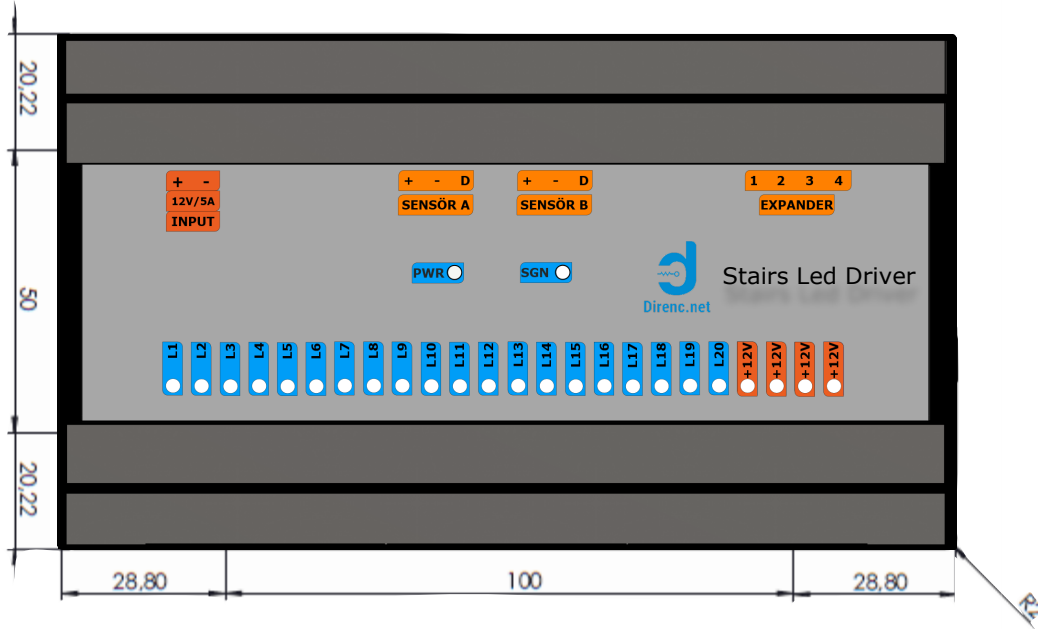 20,22
50
20,22
+ -
12V/5A
INPUT
+ - D
SENSÖR A
+ - D
SENSÖR B
1 2 3 4
EXPANDER
PWR
SGN
Direnc.net
Stairs Led Driver
L1 L2 L3 L4 L5 L6 L7 L8 L9 L10 L11 L12 L13 L14 L15 L16 L17 L18 L19 L20 +12V +12V +12V +12V
28,80
100
28,80